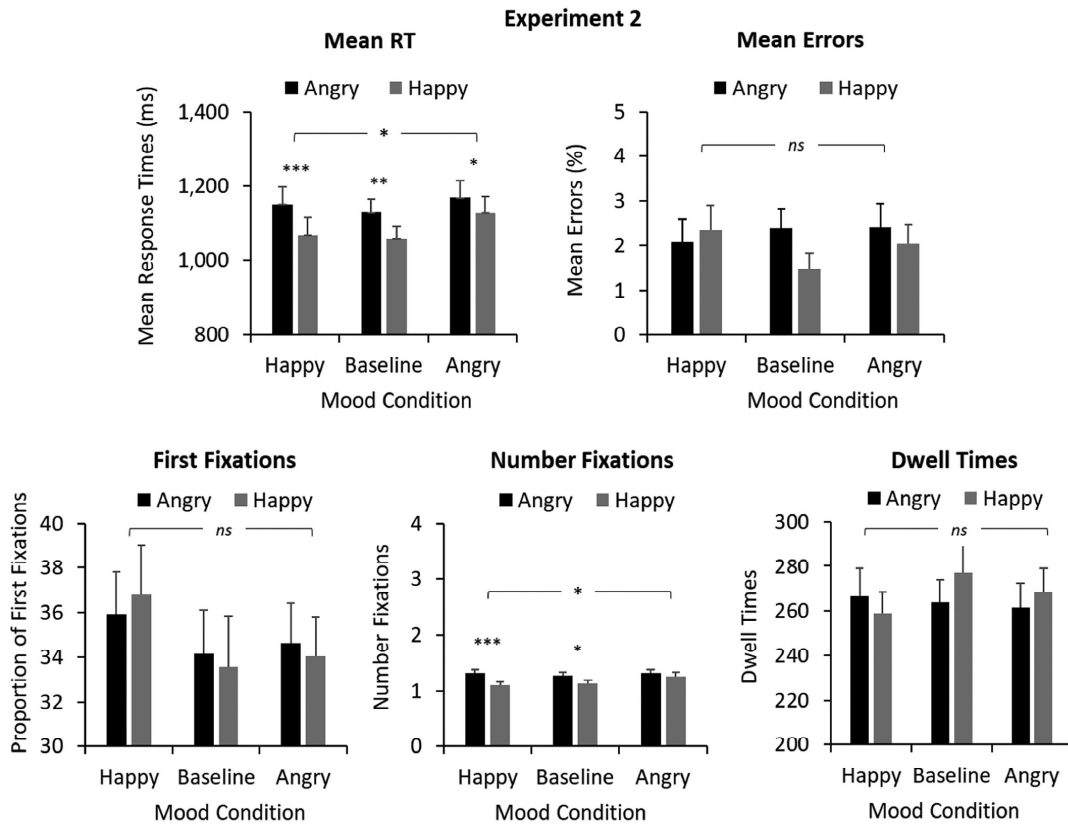 Experiment 2
Mean RT
Angry Happy
Mean Response Times (ms)
1,400
1,200
1,000
800
*
***
**
*
Happy Baseline Angry
Mood Condition
Mean Errors
Angry Happy
Mean Errors (%)
5
4
3
2
1
0
ns
Happy Baseline Angry
Mood Condition
First Fixations
Angry Happy
Proportion of First Fixations
40
38
36
34
32
30
ns
Happy Baseline Angry
Mood Condition
Number Fixations
Angry Happy
Number Fixations
4
3
2
1
0
*
***
*
Happy Baseline Angry
Mood Condition
Dwell Times
Angry Happy
Dwell Times
300
280
260
240
220
200
ns
Happy Baseline Angry
Mood Condition